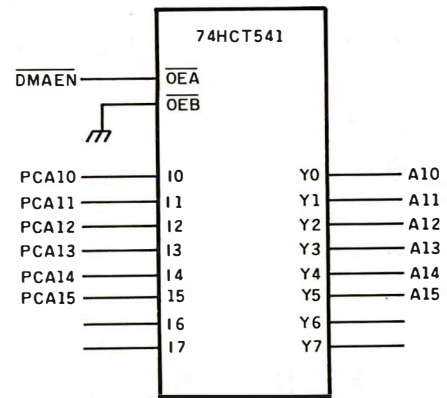 74HCT541
DMAEN OEA
OEB
PCA10 I0 Y0 A10
PCA11 I1 Y1 A11
PCA12 I2 Y2 A12
PCA13 I3 Y3 A13
PCA14 I4 Y4 A14
PCA15 I5 Y5 A15
I6 Y6
I7 Y7